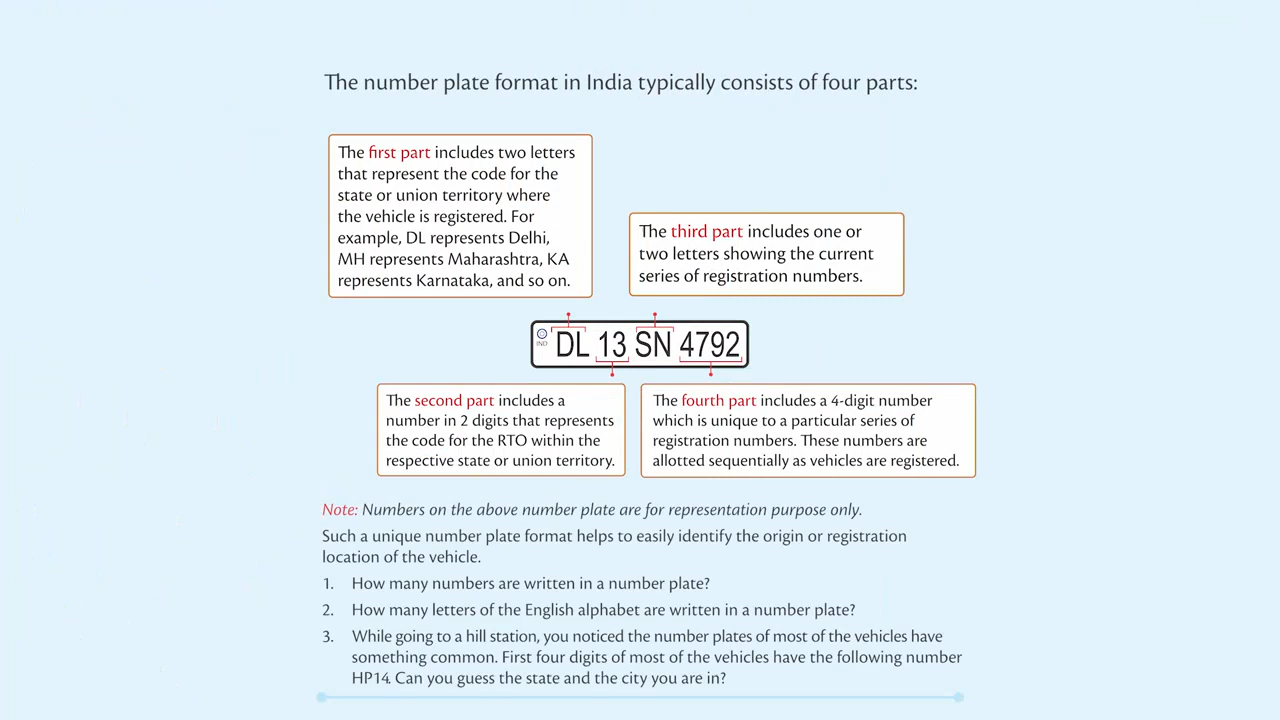 The number plate format in India typically consists of four parts:
The first part includes two letters
that represent the code for the
state or union territory where
the vehicle is registered. For
example, DL represents Delhi,
MH represents Maharashtra, KA
represents Karnataka, and so on.
The third part includes one or
two letters showing the current
series of registration numbers.
IND
DL 13 SN 4792
The second part includes a
number in 2 digits that represents
the code for the RTO within the
respective state or union territory.
The fourth part includes a 4-digit number
which is unique to a particular series of
registration numbers. These numbers are
allotted sequentially as vehicles are registered.
Note: Numbers on the above number plate are for representation purpose only.
Such a unique number plate format helps to easily identify the origin or registration
location of the vehicle.
1. How many numbers are written in a number plate?
2. How many letters of the English alphabet are written in a number plate?
3. While going to a hill station, you noticed the number plates of most of the vehicles have
something common. First four digits of most of the vehicles have the following number
HP14. Can you guess the state and the city you are in?